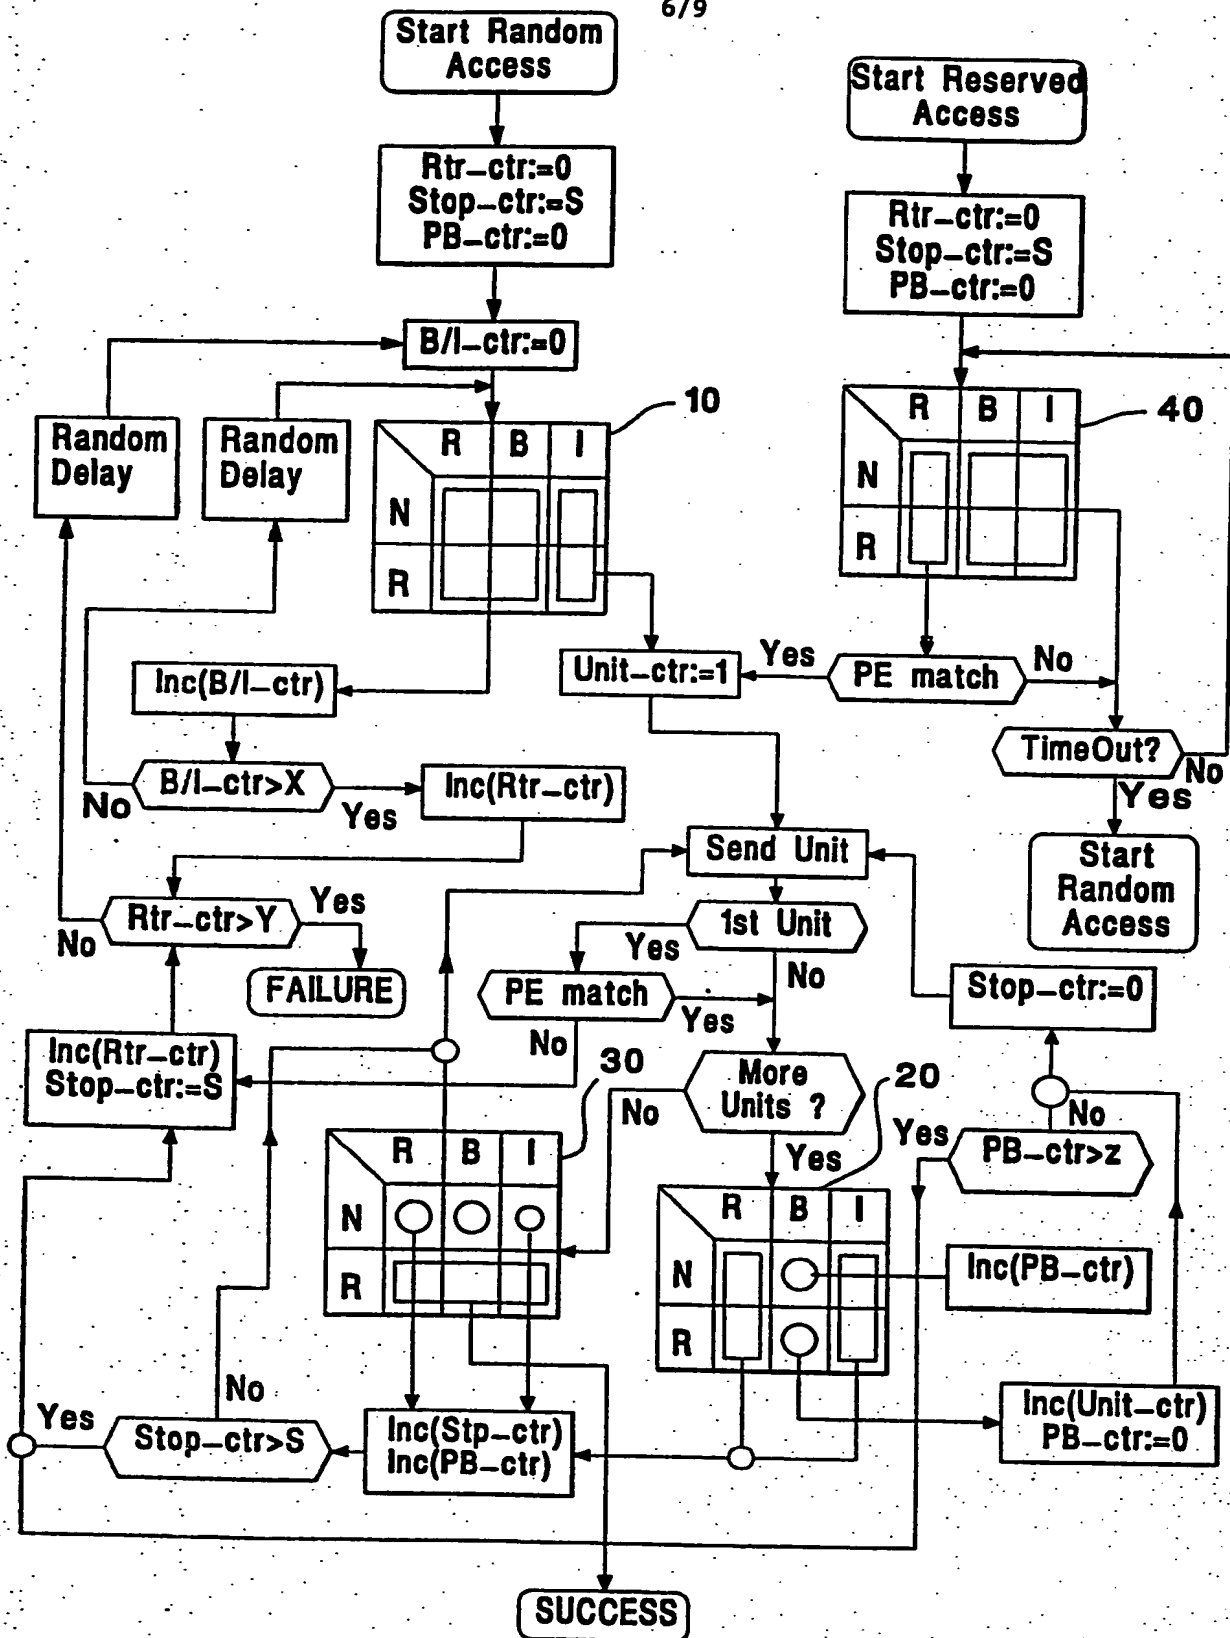 6/9
Start Random
Access
Start Reserved
Access
Rtr-ctr:=0
Stop-ctr:=S
PB-ctr:=0
Rtr-ctr:=0
Stop-ctr:=S
PB-ctr:=0
B/I-ctr:=0
Random
Delay
Random
Delay
10
R B I
N
R
40
R B I
N
R
Inc(B/I-ctr)
Unit-ctr:=1
Yes
PE match
No
TimeOut?
No
Yes
B/I-ctr>X
No
Yes
Inc(Rtr-ctr)
Send Unit
Start
Random
Access
Rtr-ctr>Y
Yes
No
FAILURE
1st Unit
Yes
No
PE match
Yes
No
Stop-ctr:=0
Inc(Rtr-ctr)
Stop-ctr:=S
30
More
Units ?
No
Yes
20
Yes
No
PB-ctr>z
R B I
N
R
R B I
N
R
Inc(PB-ctr)
No
Yes
Stop-ctr>S
Inc(Stp-ctr)
Inc(PB-ctr)
Inc(Unit-ctr)
PB-ctr:=0
SUCCESS